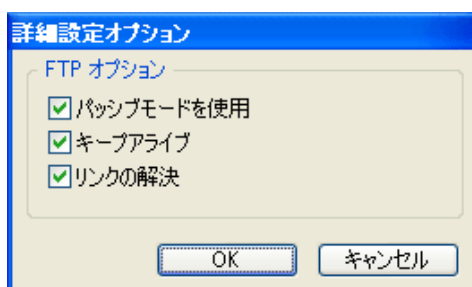 詳細設定オプション
FTP オプション
パッシブモードを使用
キープアライブ
リンクの解決
OK キャンセル